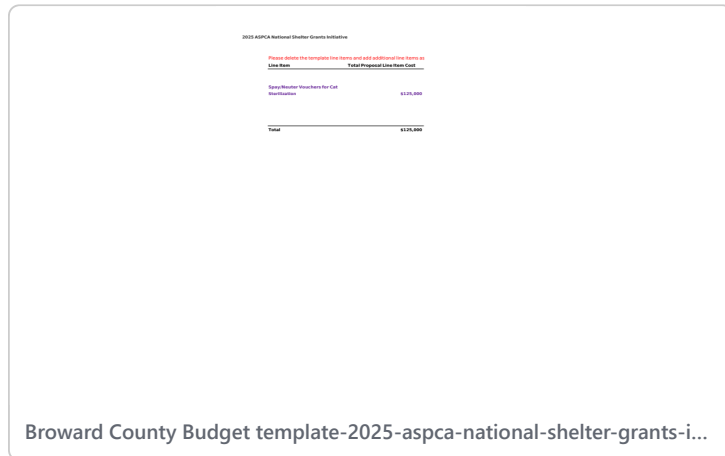 2025 ASPCA National Shelter Grants Initiative
Please delete the template line items and add additional line items as
Line Item Total Proposal Line Item Cost
Spay/Neuter Vouchers for Cat
Sterilization $125,000
Total $125,000
Broward County Budget template-2025-aspca-national-shelter-grants-i...